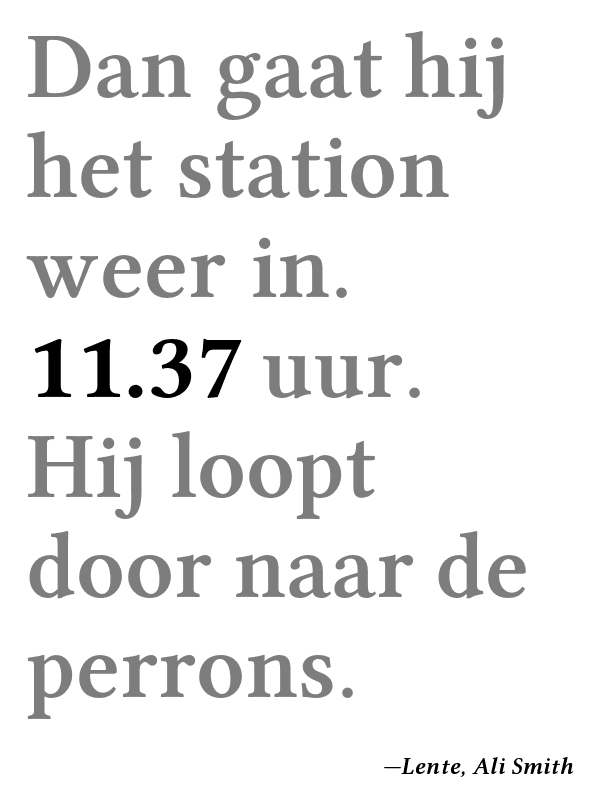 Dan gaat hij
het station
weer in.
11.37 uur.
Hij loopt
door naar de
perrons.
—Lente, Ali Smith